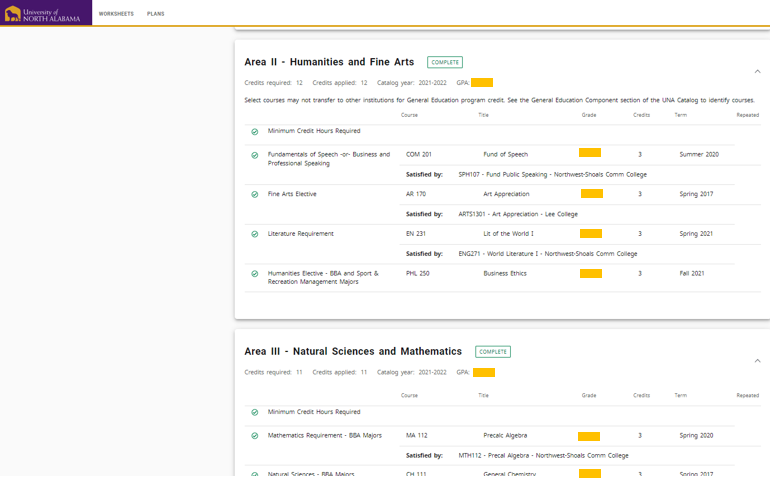 University of
NORTH ALABAMA
WORKSHEETS PLANS
Area II - Humanities and Fine Arts COMPLETE
Credits required: 12 Credits applied: 12 Catalog year: 2021-2022 GPA:
Select courses may not transfer to other institutions for General Education program credit. See the General Education Component section of the UNA Catalog to identify courses.
Course Title Grade Credits Term Repeated
Minimum Credit Hours Required
Fundamentals of Speech -or- Business and Professional Speaking COM 201 Fund of Speech 3 Summer 2020
Satisfied by: SPH107 - Fund Public Speaking - Northwest-Shoals Comm College
Fine Arts Elective AR 170 Art Appreciation 3 Spring 2017
Satisfied by: ARTS1301 - Art Appreciation - Lee College
Literature Requirement EN 231 Lit of the World I 3 Spring 2021
Satisfied by: ENG271 - World Literature I - Northwest-Shoals Comm College
Humanities Elective - BBA and Sport & Recreation Management Majors PHL 250 Business Ethics 3 Fall 2021
Area III - Natural Sciences and Mathematics COMPLETE
Credits required: 11 Credits applied: 11 Catalog year: 2021-2022 GPA:
Course Title Grade Credits Term Repeated
Minimum Credit Hours Required
Mathematics Requirement - BBA Majors MA 112 Precalc Algebra 3 Spring 2020
Satisfied by: MTH112 - Precal Algebra - Northwest-Shoals Comm College
Natural Sciences - BBA Majors CH 111 General Chemistry 3 Spring 2017